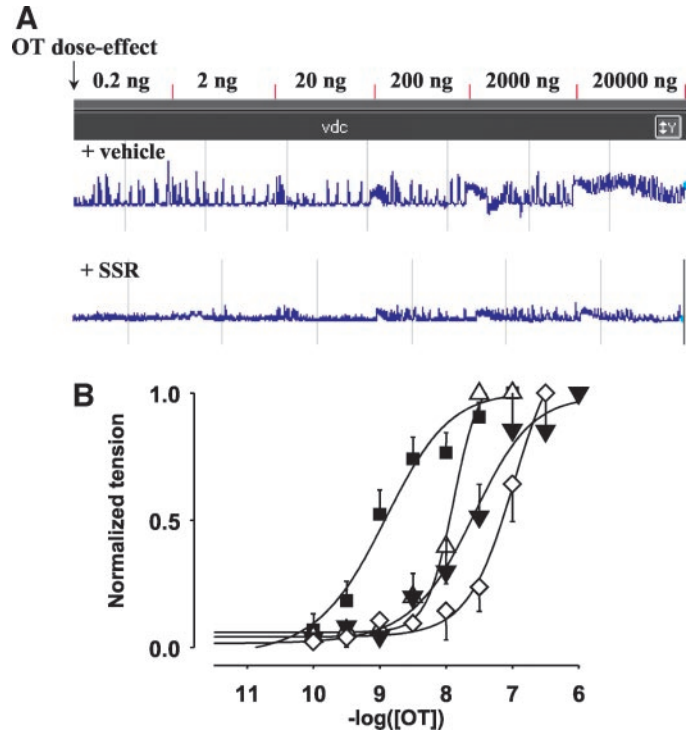 A
OT dose-effect
0.2 ng 2 ng 20 ng 200 ng 2000 ng 20000 ng
vdc
Y
+ vehicle
+ SSR
B
1.0
0.5
0.0
Normalized tension
11 10 9 8 7 6
-log([OT])